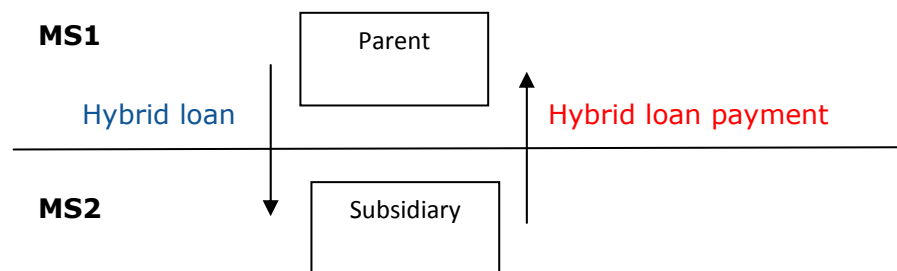 MS1
Parent
Hybrid loan
Hybrid loan payment
MS2
Subsidiary